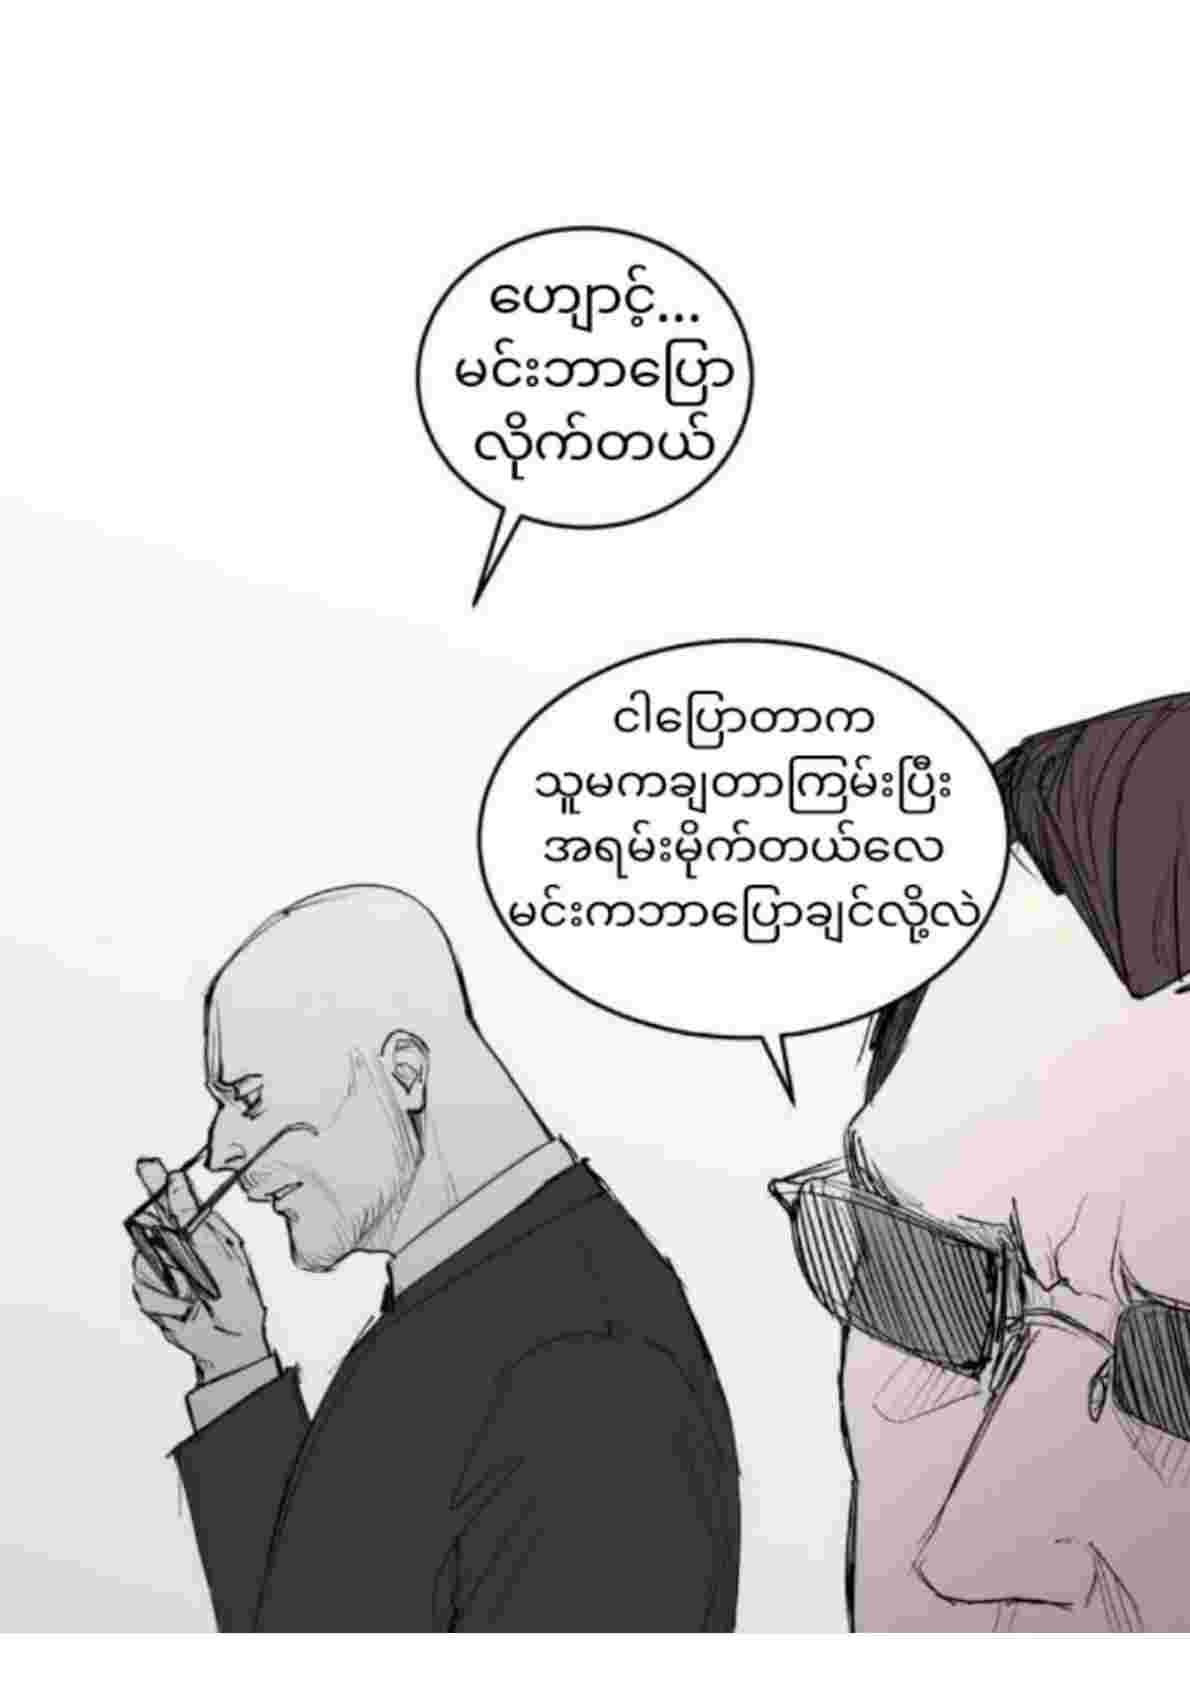 ဟျောင့်...
မင်းဘာပြော
လိုက်တယ်
ငါပြောတာက
သူမကချတာကြမ်းပြီး
အရမ်းမိုက်တယ်လေ
မင်းကဘာပြောချင်လို့လဲ